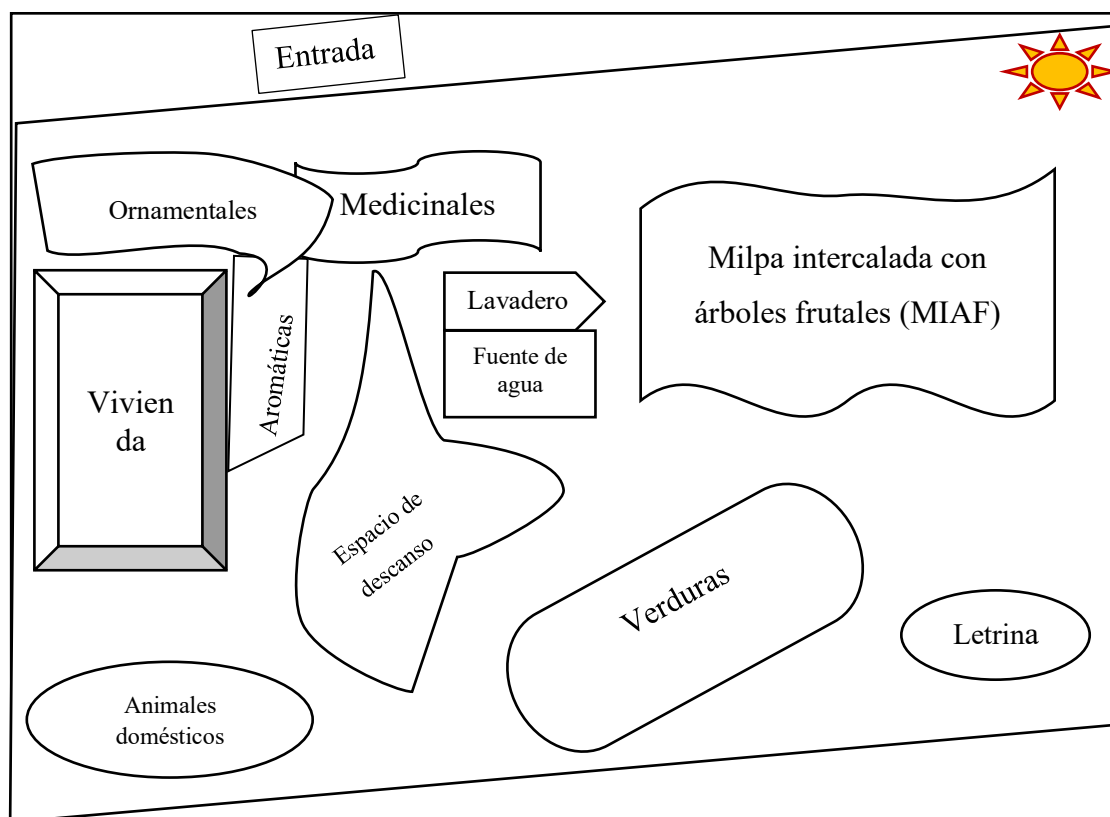 Entrada
Ornamentales
Medicinales
Milpa intercalada con
árboles frutales (MIAF)
Lavadero
Fuente de
agua
Aromáticas
Vivien
da
Espacio de
descanso
Verduras
Letrina
Animales
domésticos